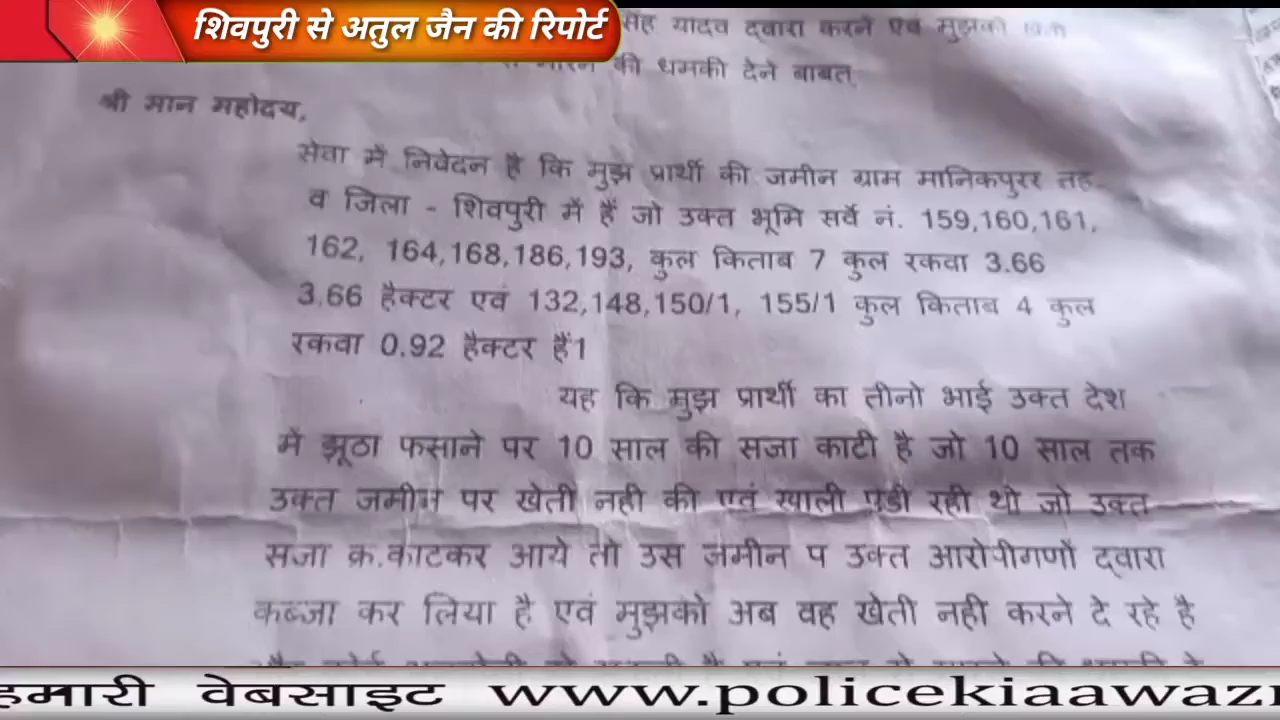 शिवपुरी से अतुल जैन की रिपोर्ट
यादव द्वारा करने एवं मुझको
की धमकी देने बाबत्
श्री मान महोदय,
सेवा में निवेदन है कि मुझ प्रार्थी की जमीन ग्राम मानिकपुरर तह.
व जिला - शिवपुरी में हैं जो उक्त भूमि सर्वे नं. 159,160,161,
162, 164,168,186,193, कुल किताब 7 कुल रकवा 3.66
3.66 हैक्टर एवं 132,148,150/1, 155/1 कुल किताब 4 कुल
रकवा 0.92 हैक्टर हैं1
यह कि मुझ प्रार्थी का तीनो भाई उक्त देश
में झूठा फसाने पर 10 साल की सजा काटी है जो 10 साल तक
उक्त जमीन पर खेती नही की एवं खाली पडी रही थी जो उक्त
सजा क्र.काटकर आये तो उस जमीन प उक्त आरोपीगणों द्वारा
कब्जा कर लिया है एवं मुझको अब वह खेती नही करने दे रहे है
हमारी वेबसाइट www.policekiaawaz